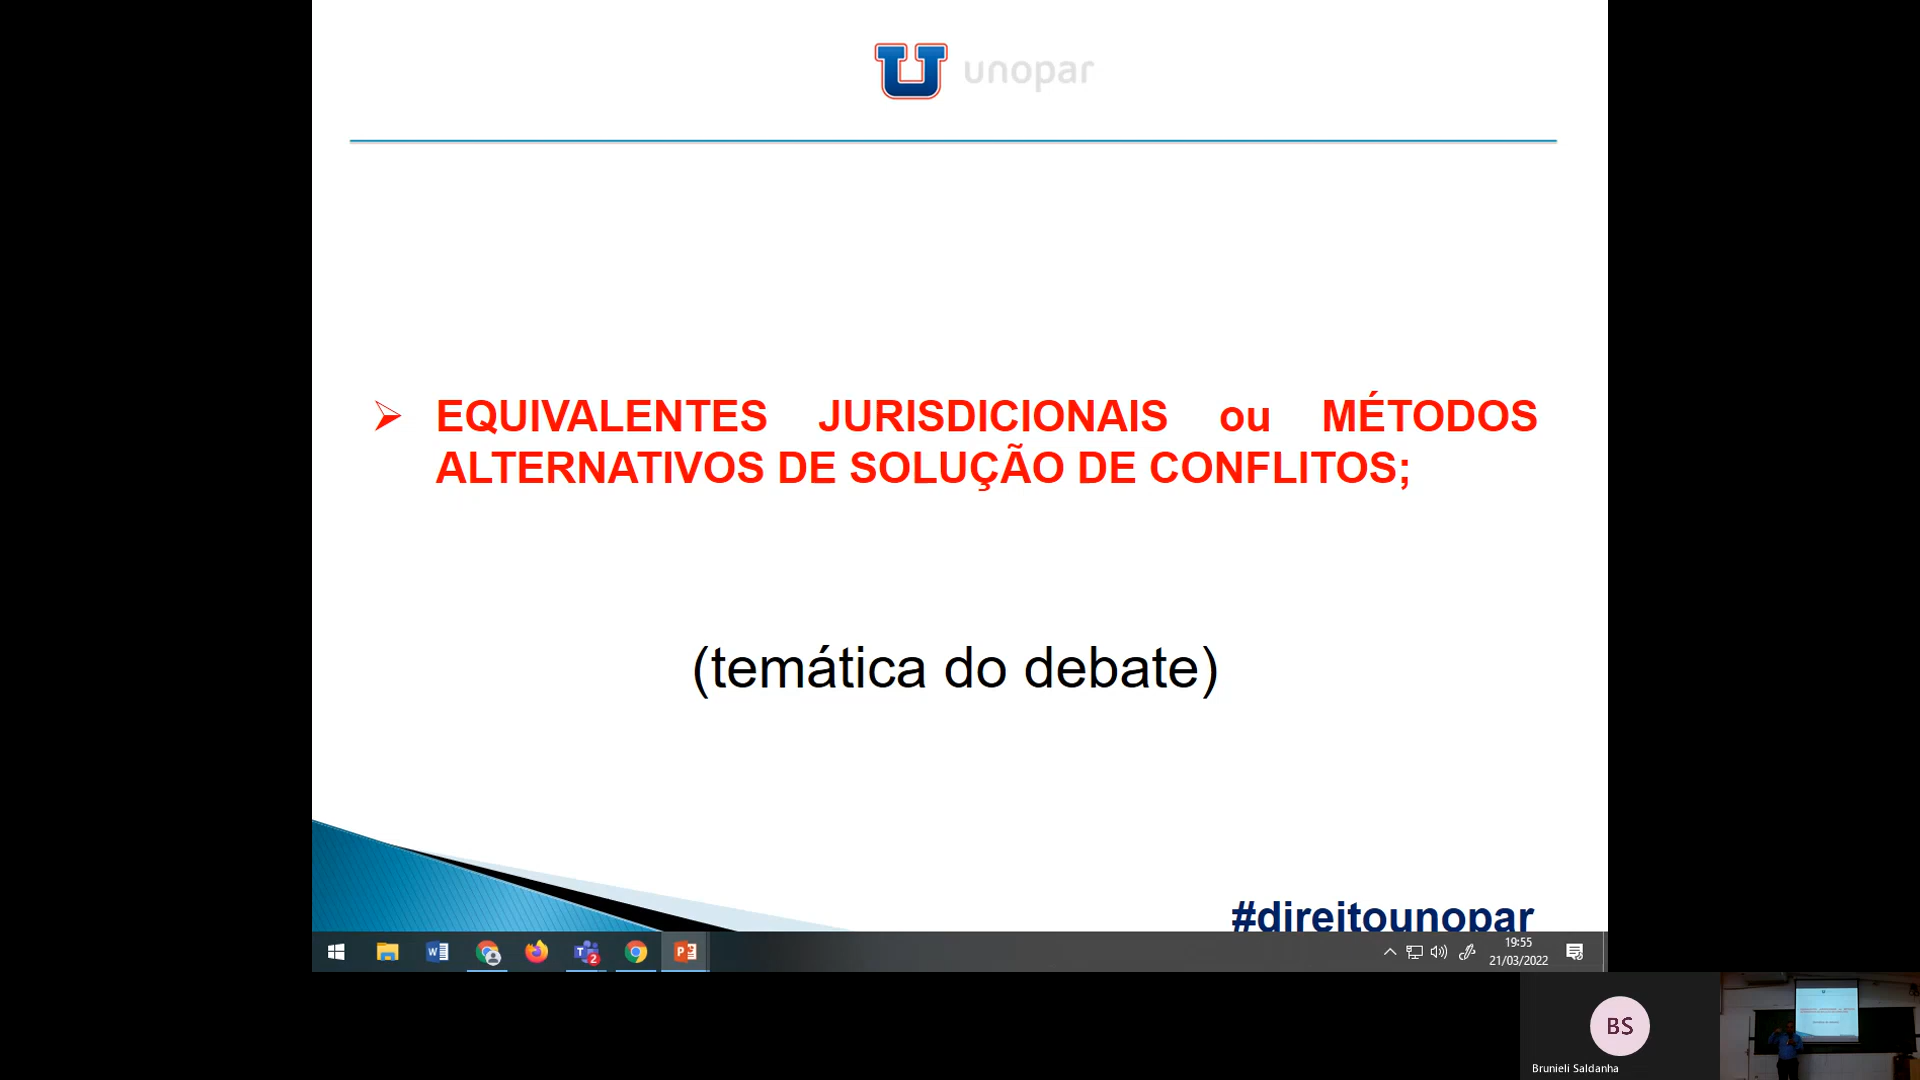 unopar
➢ EQUIVALENTES JURISDICIONAIS ou MÉTODOS
ALTERNATIVOS DE SOLUÇÃO DE CONFLITOS;
(temática do debate)
#direitounopar
19:55
21/03/2022
2
BS
Brunieli Saldanha